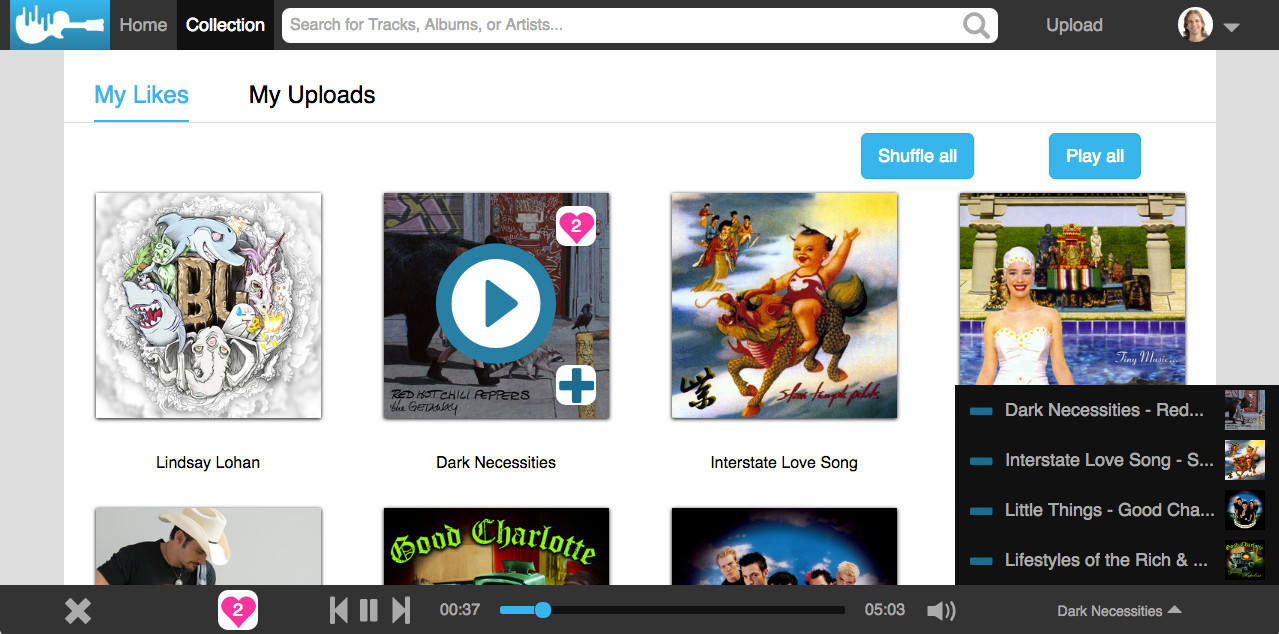 Home
Collection
Search for Tracks, Albums, or Artists...
Upload
My Likes
My Uploads
Shuffle all
Play all
BL
2
RED HOT CHILI PEPPERS
the GETAWAY
stone temple pilots
Tiny Music...
Lindsay Lohan
Dark Necessities
Interstate Love Song
Good Charlotte
Dark Necessities - Red...
Interstate Love Song - S...
Little Things - Good Cha...
Lifestyles of the Rich & ...
2
00:37
05:03
Dark Necessities